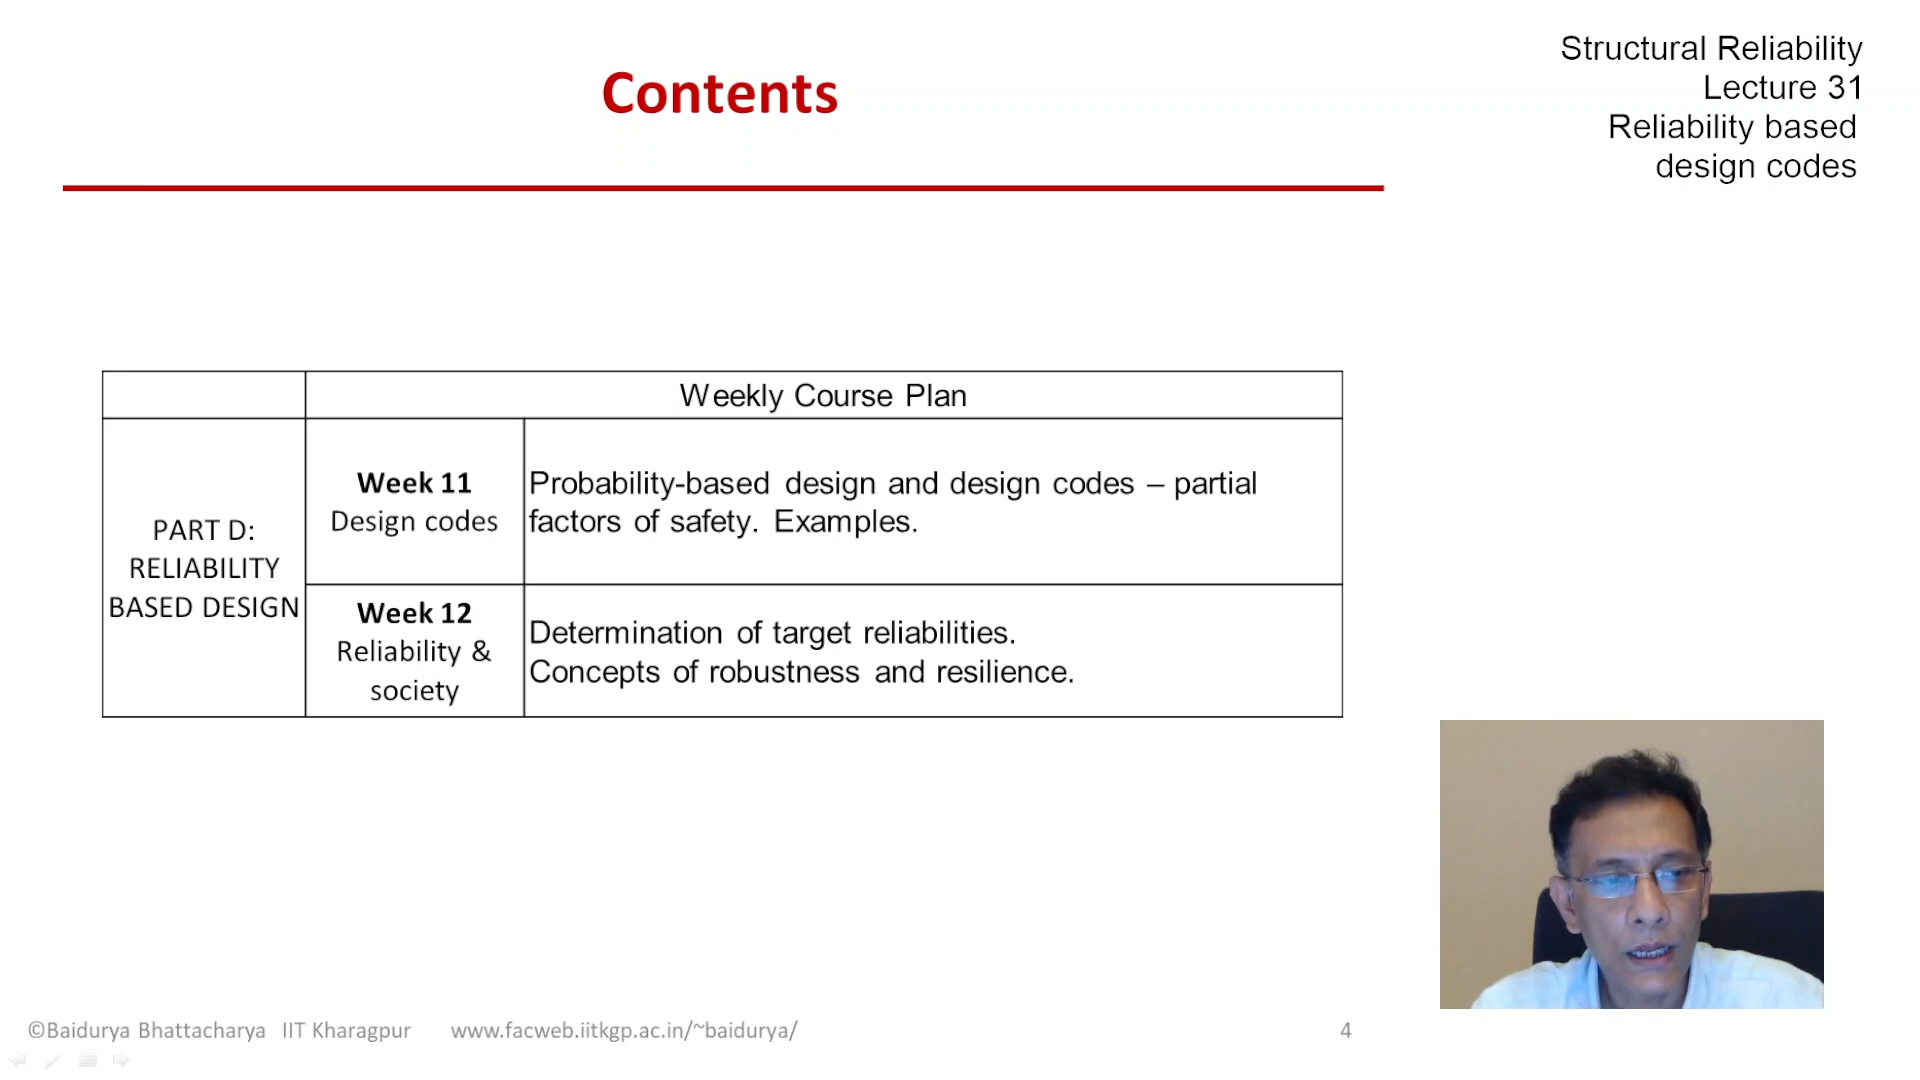 Contents
Structural Reliability
Lecture 31
Reliability based
design codes
Weekly Course Plan
PART D:
RELIABILITY
BASED DESIGN
Week 11
Design codes
Probability-based design and design codes – partial
factors of safety. Examples.
Week 12
Reliability &
society
Determination of target reliabilities.
Concepts of robustness and resilience.
©Baidurya Bhattacharya IIT Kharagpur www.facweb.iitkgp.ac.in/~baidurya/ 4